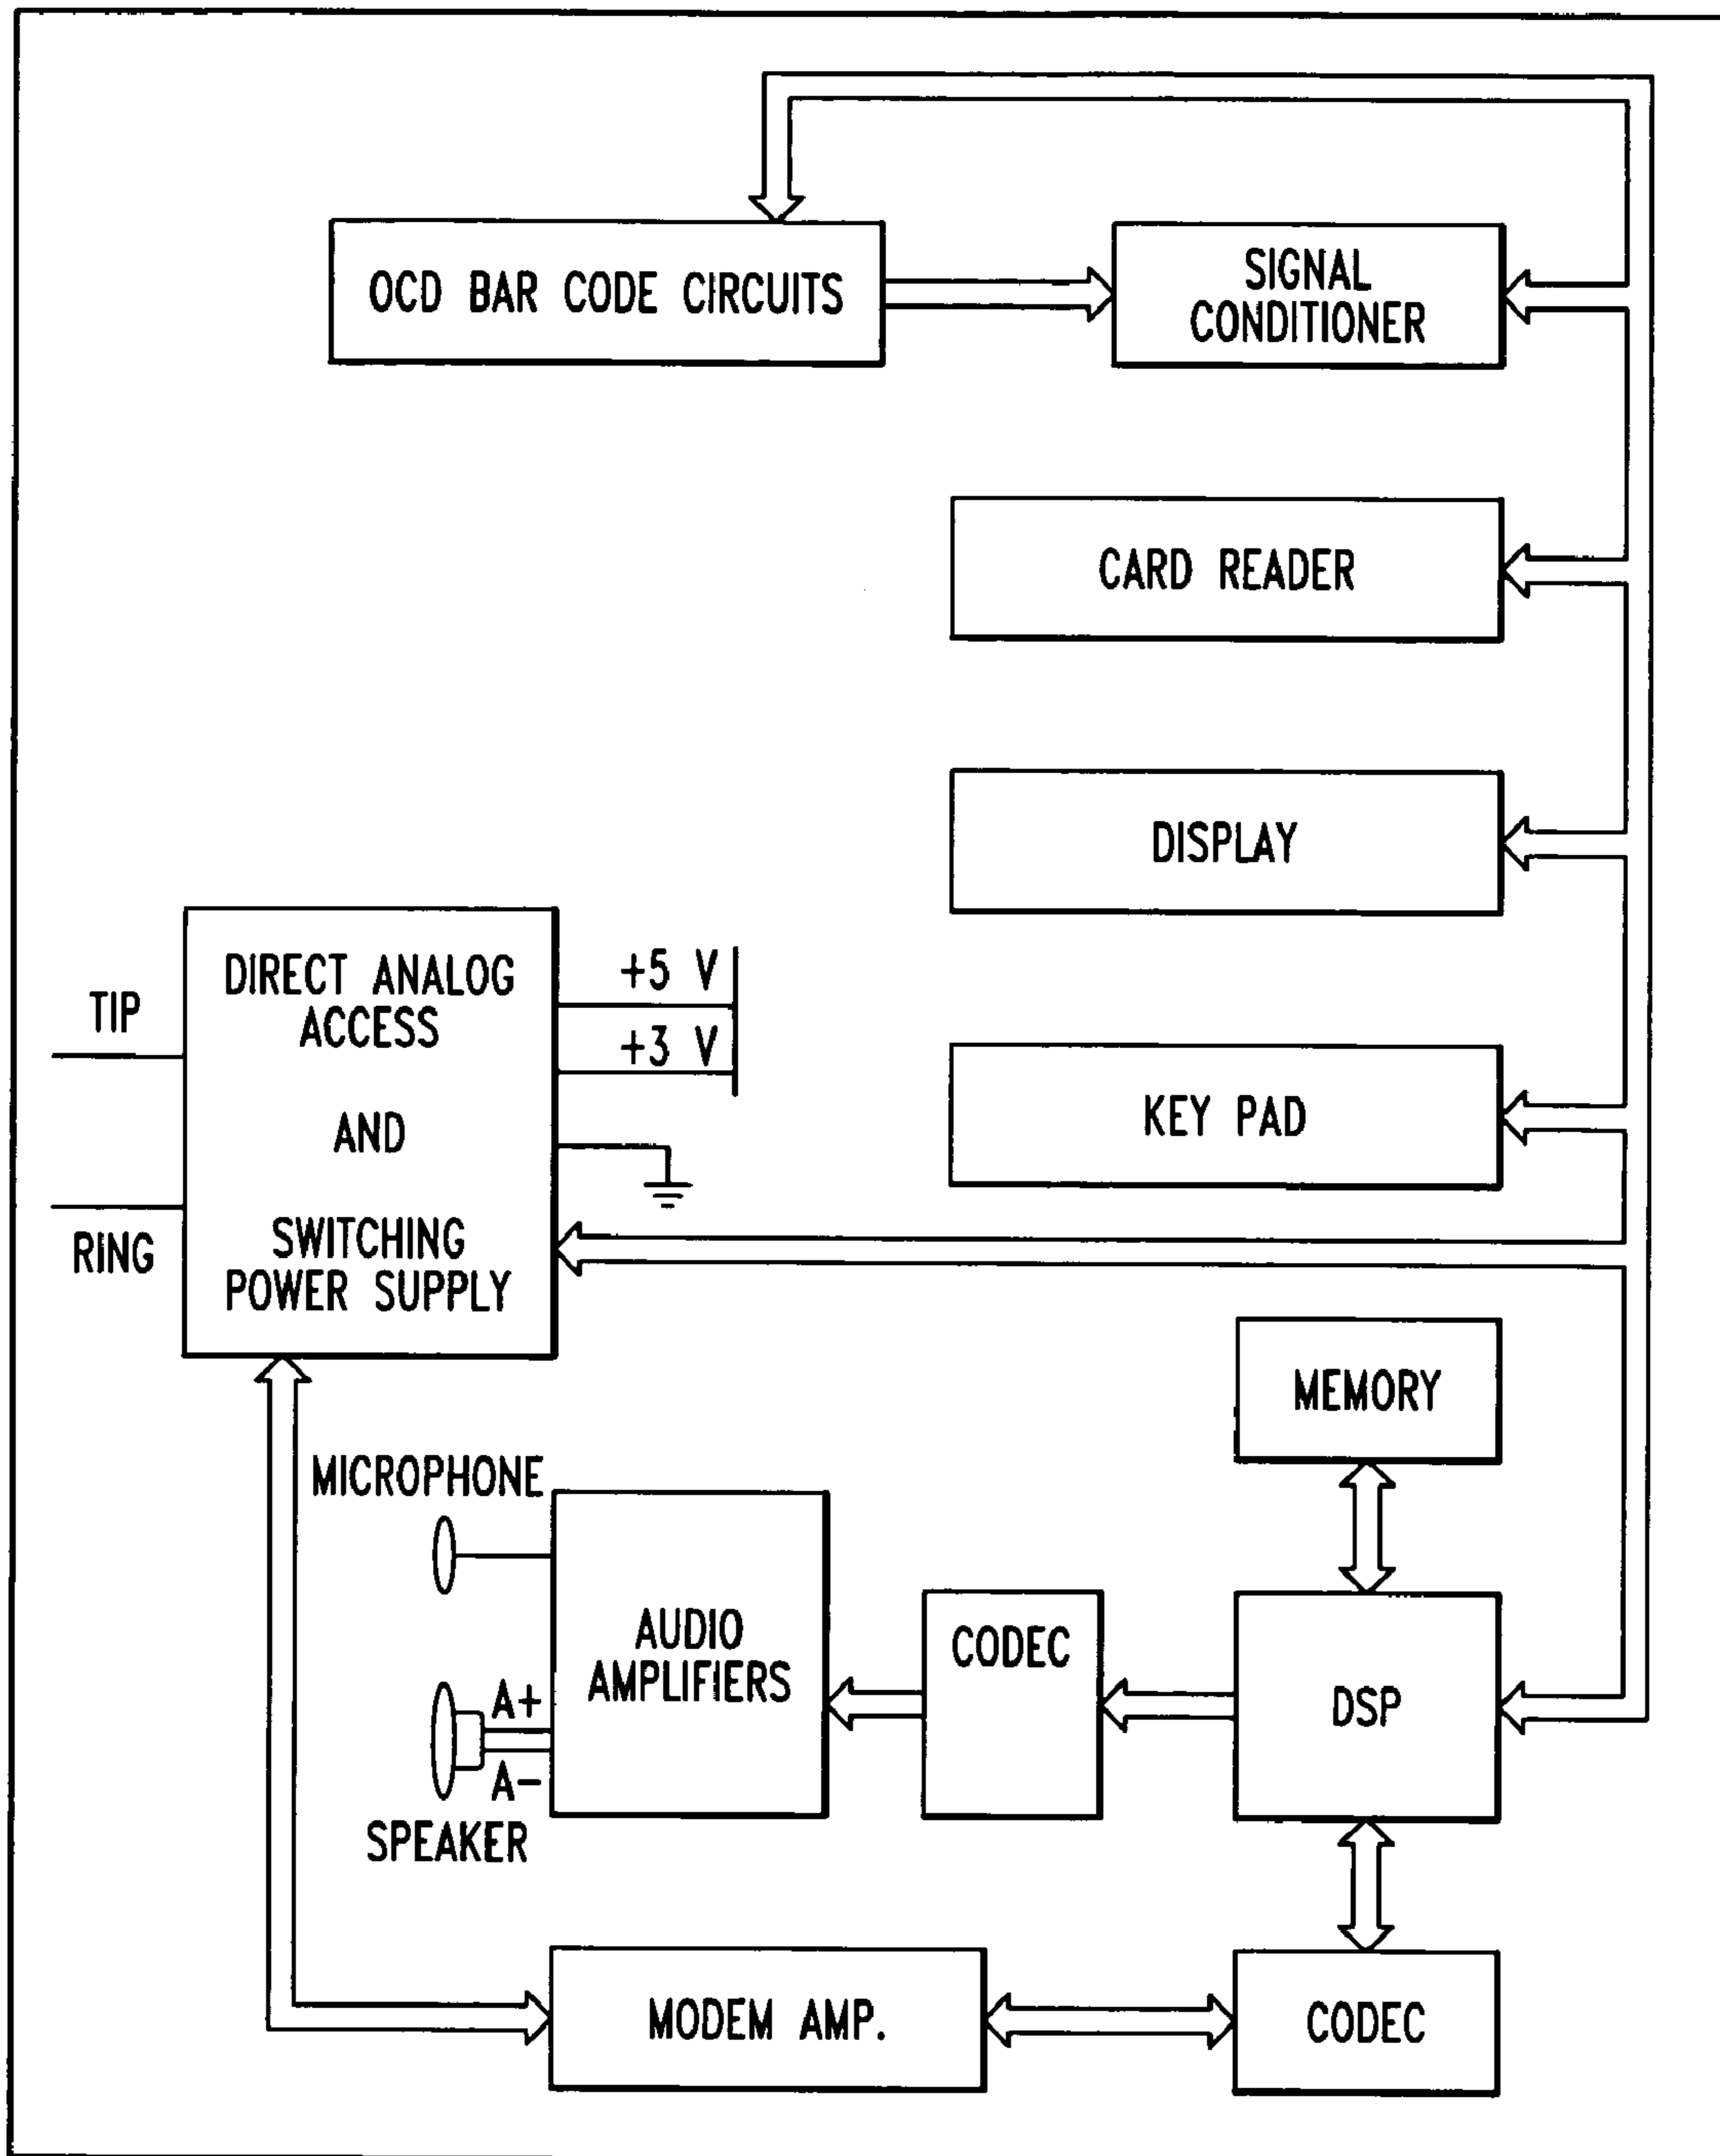 OCD BAR CODE CIRCUITS
SIGNAL
CONDITIONER
CARD READER
DISPLAY
DIRECT ANALOG
ACCESS
AND
SWITCHING
POWER SUPPLY
TIP
RING
+5 V
+3 V
KEY PAD
MEMORY
MICROPHONE
AUDIO
AMPLIFIERS
A+
A-
SPEAKER
CODEC
DSP
MODEM AMP.
CODEC